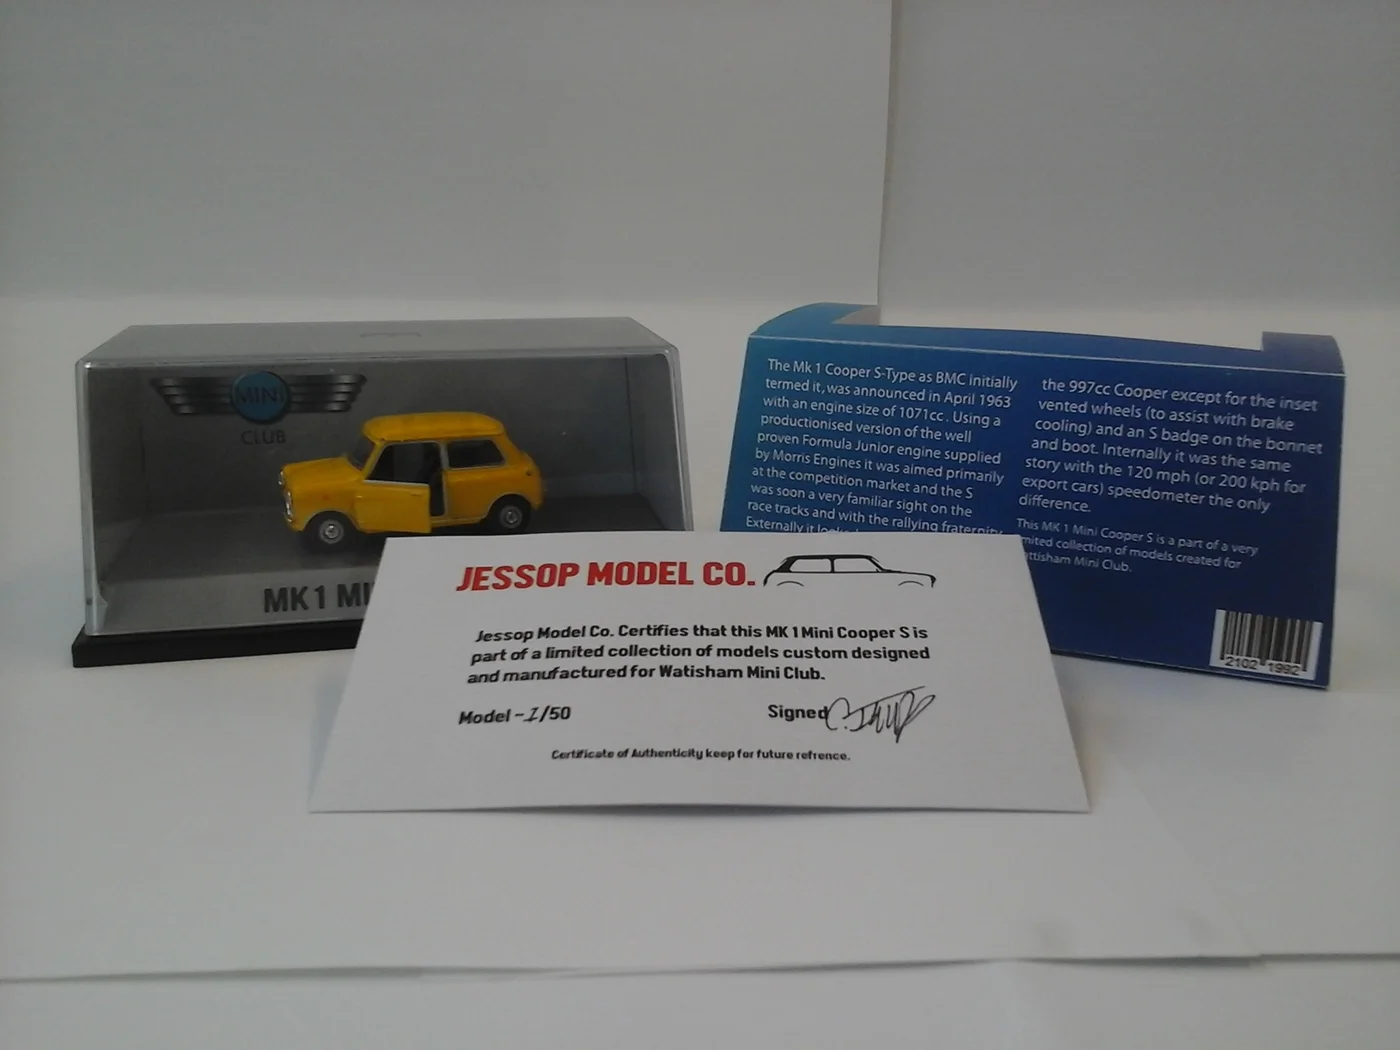 MINI
CLUB
MK 1 MI
The Mk 1 Cooper S-Type as BMC initially
termed it, was announced in April 1963
with an engine size of 1071cc. Using a
productionised version of the well
proven Formula Junior engine supplied
by Morris Engines it was aimed primarily
at the competition market and the S
was soon a very familiar sight on the
race tracks and with the rallying fraternity
Externally it looked
the 997cc Cooper except for the inset
vented wheels (to assist with brake
cooling) and an S badge on the bonnet
and boot. Internally it was the same
story with the 120 mph (or 200 kph for
export cars) speedometer the only
difference.
This MK 1 Mini Cooper S is a part of a very
mited collection of models created for
attisham Mini Club.
2102 1992
JESSOP MODEL CO.
Jessop Model Co. Certifies that this MK 1 Mini Cooper S is
part of a limited collection of models custom designed
and manufactured for Watisham Mini Club.
Model - 1/50
Signed
Certificate of Authenticity keep for future refrence.